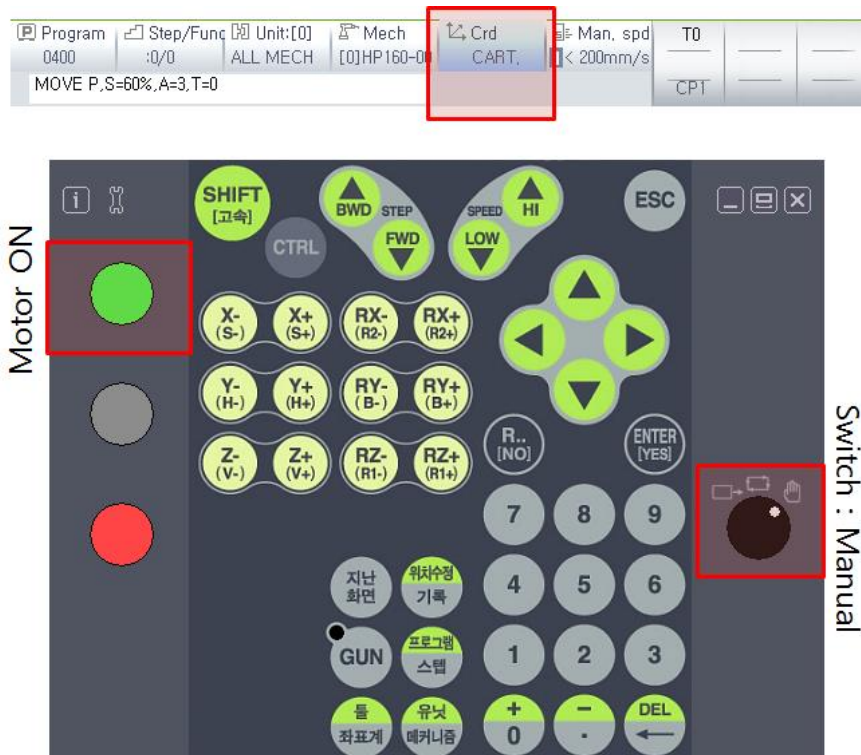 P Program Step/Func Unit:[0] Mech Crd Man, spd T0
0400 :0/0 ALL MECH [0]HP160-00 CART, < 200mm/s
MOVE P,S=60%,A=3,T=0 CP1
Motor ON
i
SHIFT
[고속]
CTRL
BWD STEP
FWD
SPEED HI
LOW
ESC
X-
(S-)
X+
(S+)
RX-
(R2-)
RX+
(R2+)
Y-
(H-)
Y+
(H+)
RY-
(B-)
RY+
(B+)
Z-
(V-)
Z+
(V+)
RZ-
(R1-)
RZ+
(R1+)
R..
[NO]
ENTER
[YES]
7 8 9
지난
화면
위치수정
기록
4 5 6
GUN
프로그램
스텝
1 2 3
툴
좌표계
유닛
메커니즘
+
0
-
.
DEL
Switch : Manual